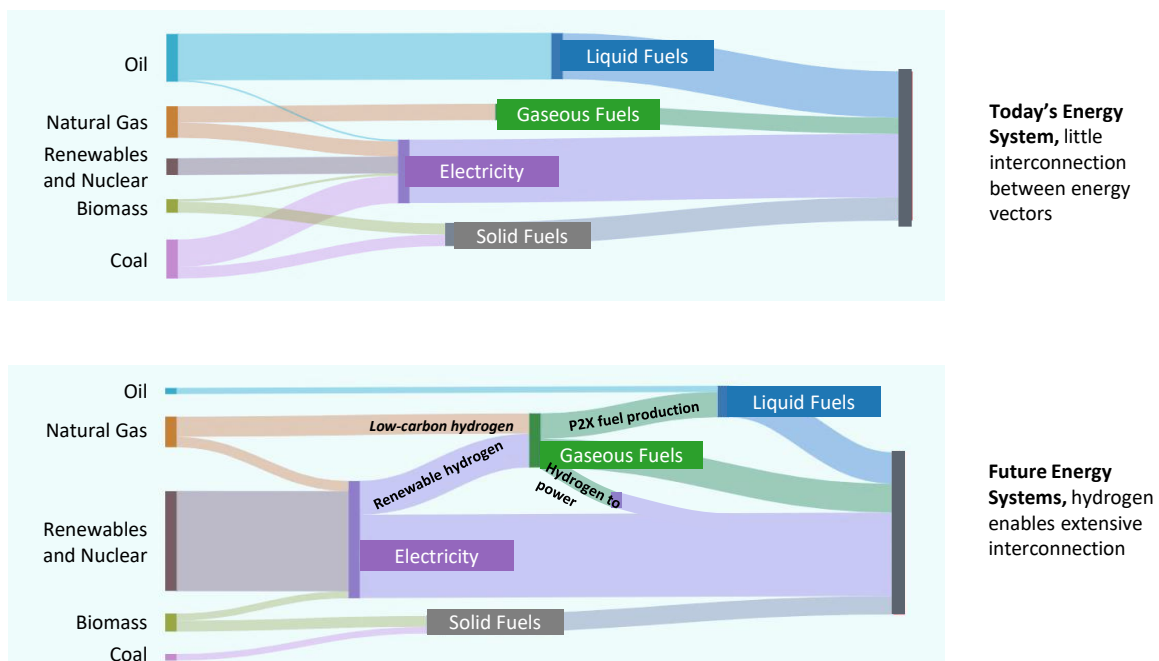 Oil
Liquid Fuels
Natural Gas
Gaseous Fuels
Renewables
and Nuclear
Electricity
Biomass
Solid Fuels
Coal
Today's Energy
System, little
interconnection
between energy
vectors
Oil
Liquid Fuels
Natural Gas
Low-carbon hydrogen
P2X fuel production
Gaseous Fuels
Renewable hydrogen
Hydrogen to
power
Renewables
and Nuclear
Electricity
Biomass
Solid Fuels
Coal
Future Energy
Systems, hydrogen
enables extensive
interconnection